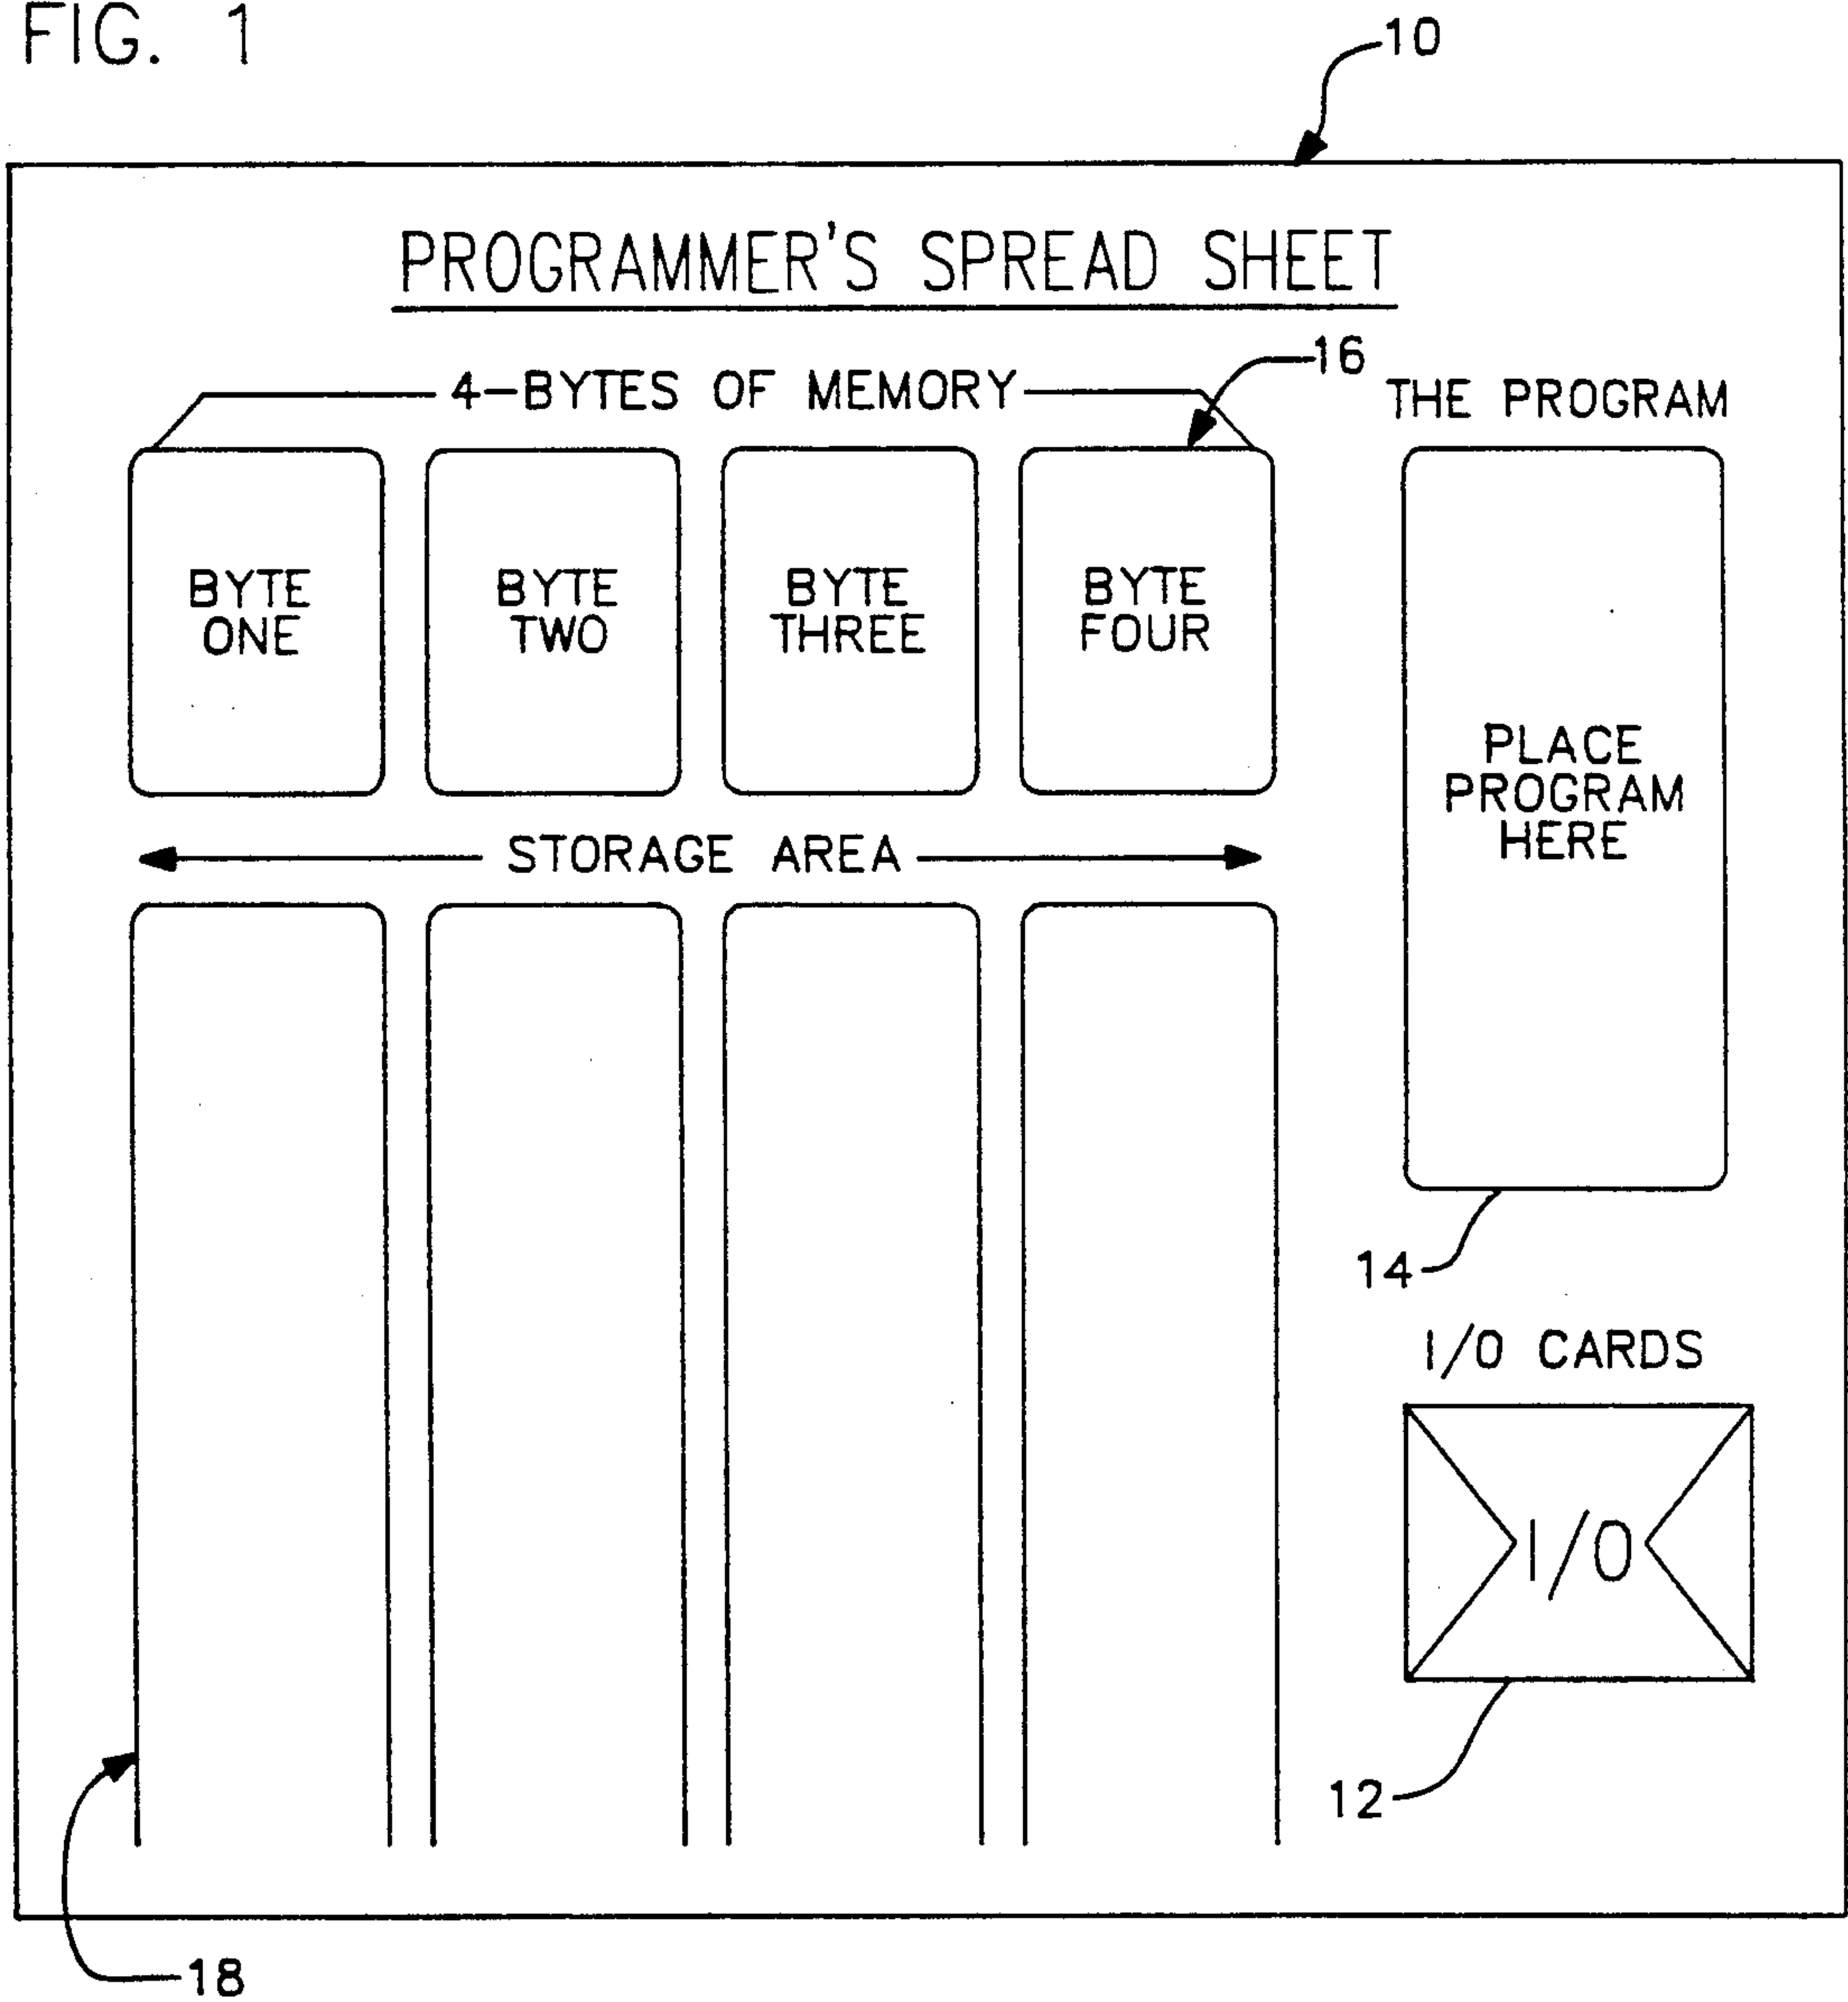 FIG. 1
10
PROGRAMMER'S SPREAD SHEET
16
4-BYTES OF MEMORY
THE PROGRAM
BYTE
ONE
BYTE
TWO
BYTE
THREE
BYTE
FOUR
PLACE
PROGRAM
HERE
STORAGE AREA
14
I/O CARDS
I/O
12
18